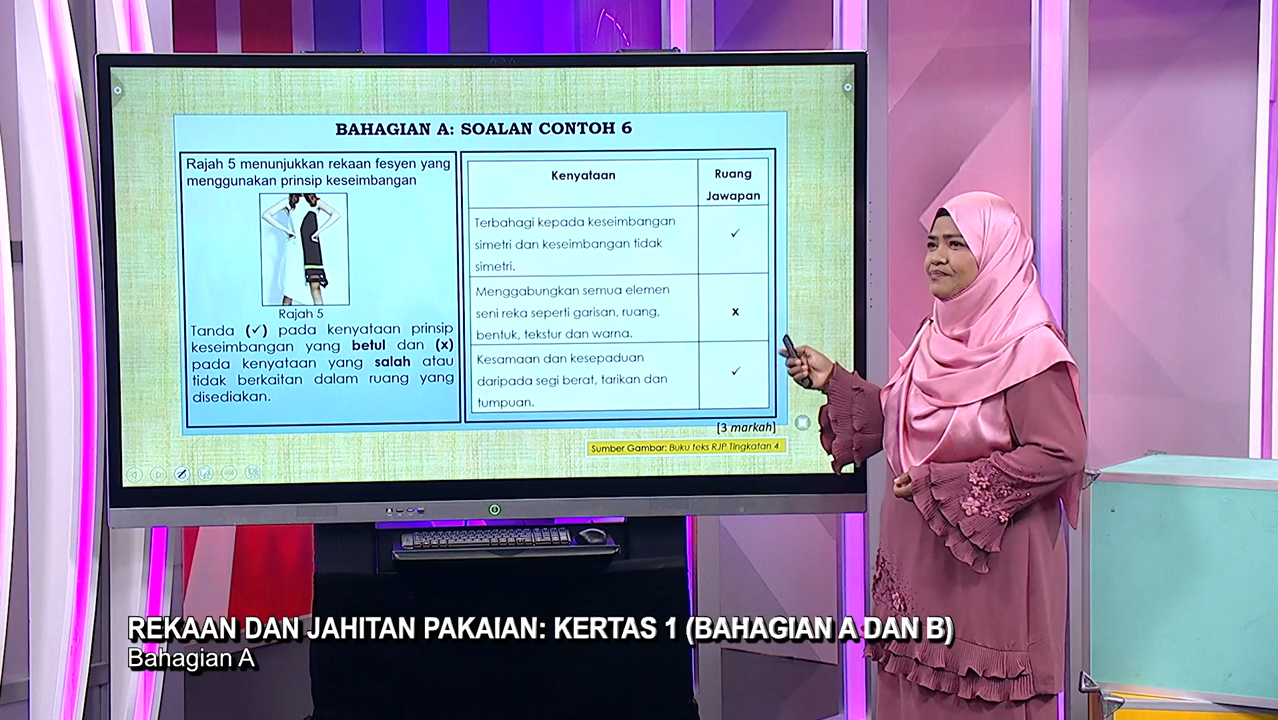 BAHAGIAN A: SOALAN CONTOH 6
Rajah 5 menunjukkan rekaan fesyen yang
menggunakan prinsip keseimbangan
Rajah 5
Tanda (✓) pada kenyataan prinsip
keseimbangan yang betul dan (x)
pada kenyataan yang salah atau
tidak berkaitan dalam ruang yang
disediakan.
Kenyataan
Ruang
Jawapan
Terbahagi kepada keseimbangan
simetri dan keseimbangan tidak
simetri.
✓
Menggabungkan semua elemen
seni reka seperti garisan, ruang,
bentuk, tekstur dan warna.
x
Kesamaan dan kesepaduan
daripada segi berat, tarikan dan
tumpuan.
✓
[3 markah]
Sumber Gambar: Buku teks RJP Tingkatan 4
REKAAN DAN JAHITAN PAKAIAN: KERTAS 1 (BAHAGIAN A DAN B)
Bahagian A